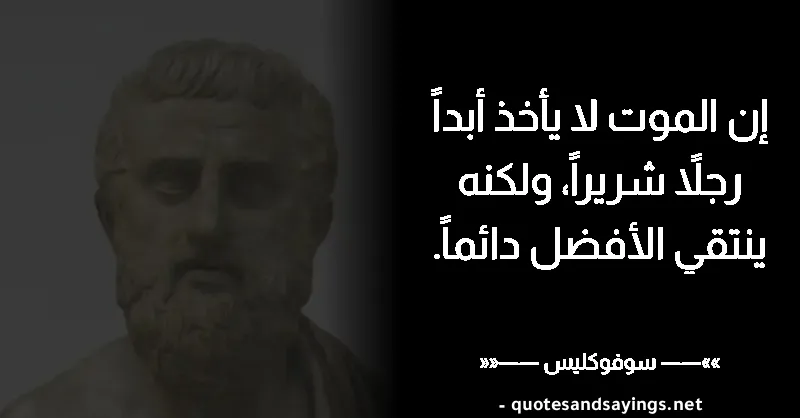 إن الموت لا يأخذ أبداً
رجلًا شريراً، ولكنه
ينتقي الأفضل دائماً.
»»—— سوفوكليس ——««
- quotesandsayings.net